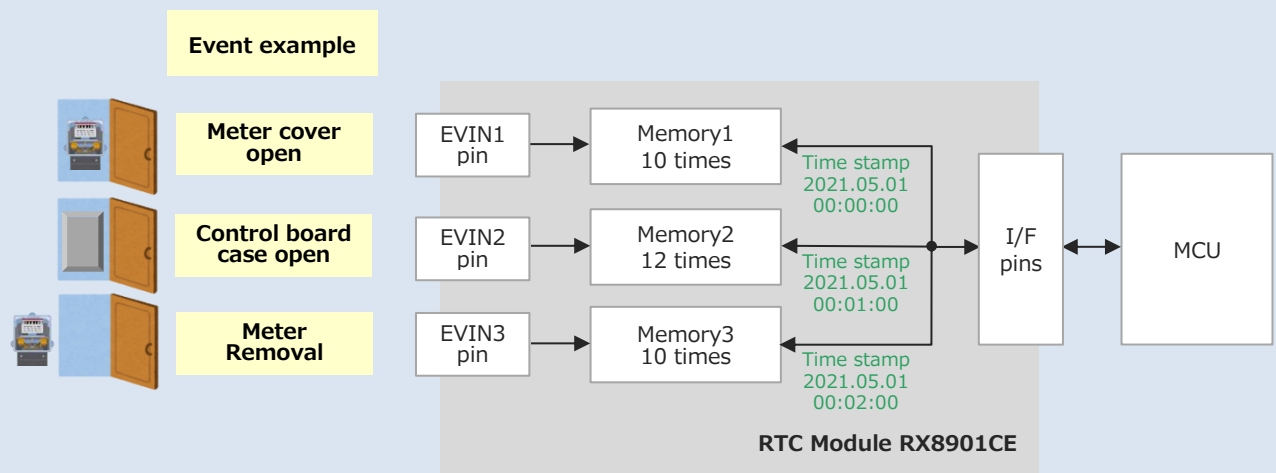 Event example
Meter cover
open
EVIN1
pin
Memory1
10 times
Time stamp
2021.05.01
00:00:00
Control board
case open
EVIN2
pin
Memory2
12 times
Time stamp
2021.05.01
00:01:00
I/F
pins
MCU
Meter
Removal
EVIN3
pin
Memory3
10 times
Time stamp
2021.05.01
00:02:00
RTC Module RX8901CE